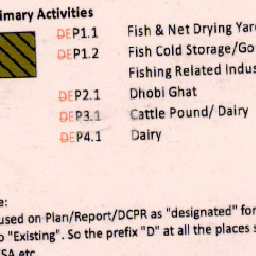 imary Activities
DEP1.1 Fish & Net Drying Yar
DEP1.2 Fish Cold Storage/Go
Fishing Related Indus
DEP2.1 Dhobi Ghat
DEP3.1 Cattle Pound/ Dairy
DEP4.1 Dairy
e:
used on Plan/Report/DCPR as "designated" for
"Existing". So the prefix "D" at all the places s
SA etc